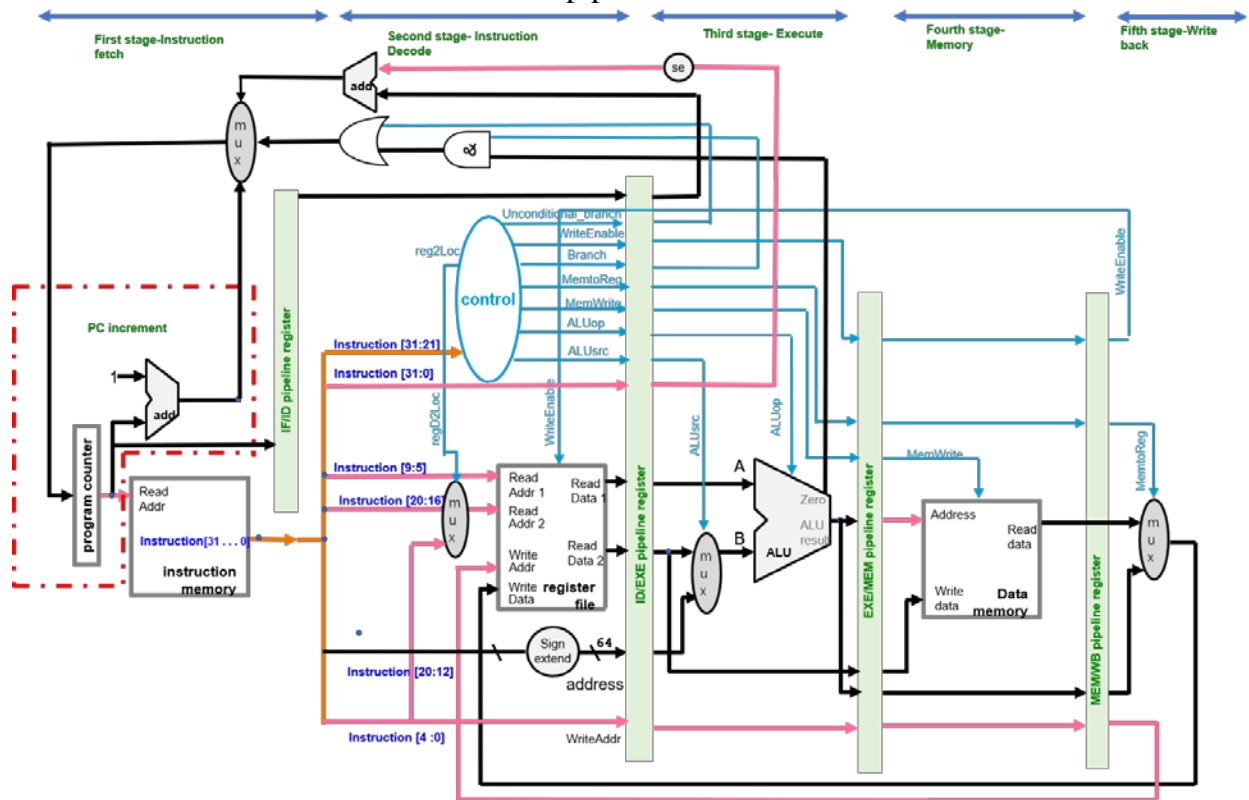 First stage-Instruction
fetch
Second stage- Instruction
Decode
Third stage- Execute
Fourth stage-
Memory
Fifth stage-Write
back
add
se
mux
&
Unconditional_branch
WriteEnable
reg2Loc
Branch
MemtoReg
control
MemWrite
ALUop
ALUsrc
WriteEnable
PC increment
1
add
IF/ID pipeline register
Instruction [31:21]
Instruction [31:0]
regD2Loc
WriteEnable
ALUsrc
ALUop
program counter
Read
Addr
Instruction[31 . . . 0]
instruction
memory
Instruction [9:5]
Instruction [20:16]
mux
Read
Addr 1
Read
Addr 2
Write
Addr
Write
Data
Read
Data 1
Read
Data 2
register
file
ID/EXE pipeline register
A
B
mux
Zero
ALU
result
ALU
EXE/MEM pipeline register
MemWrite
Address
Read
data
Write
data
Data
memory
MEM/WB pipeline register
MemtoReg
mux
Sign
extend
64
address
Instruction [20:12]
Instruction [4 :0]
WriteAddr